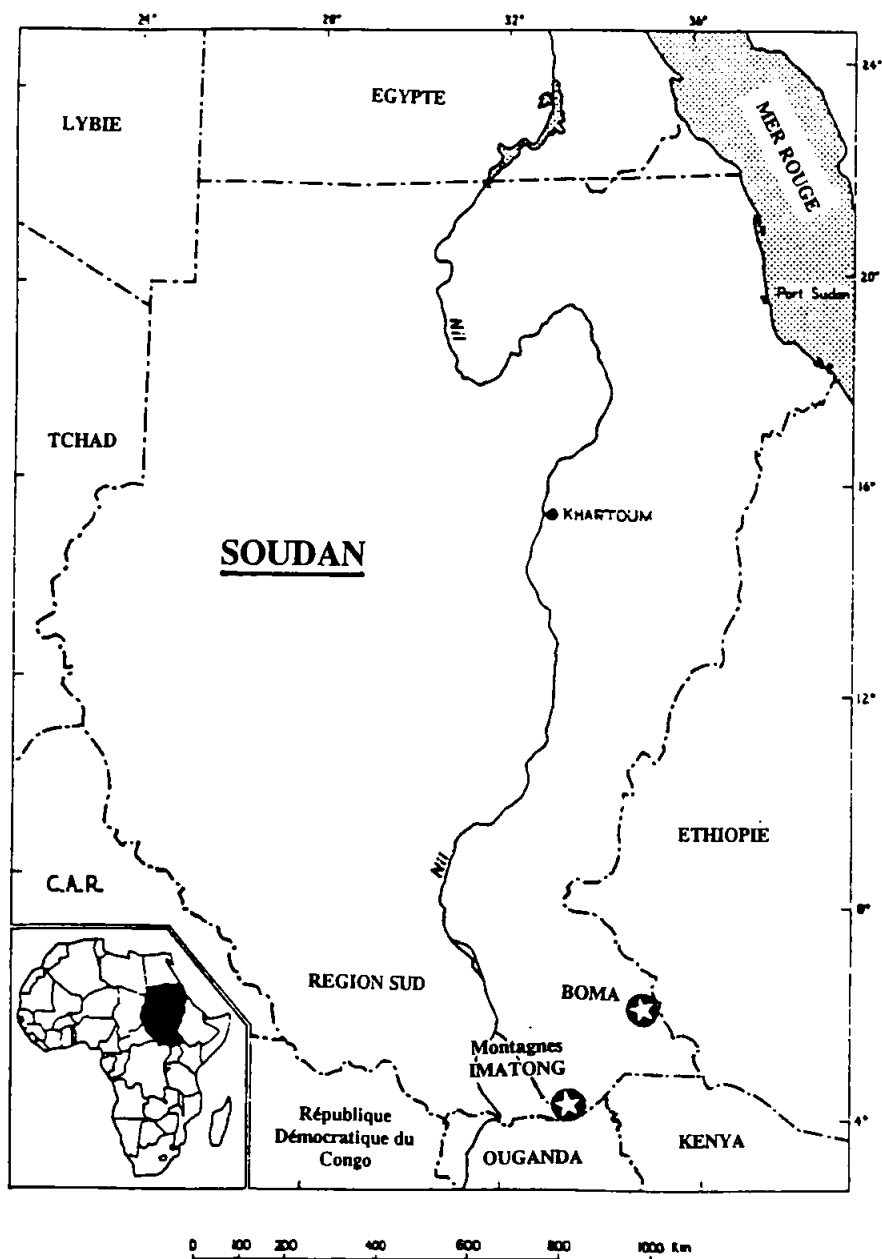 24° 32° 36°
24°
EGYPTE
LYBIE
MER ROUGE
20°
Port Sudan
Nil
TCHAD
16°
KHARTOUM
SOUDAN
12°
ETHIOPIE
Nil
C.A.R.
8°
REGION SUD
BOMA
Montagnes
IMATONG
République
Démocratique du
Congo
OUGANDA
KENYA
4°
0 100 200 400 600 800 1000 Km